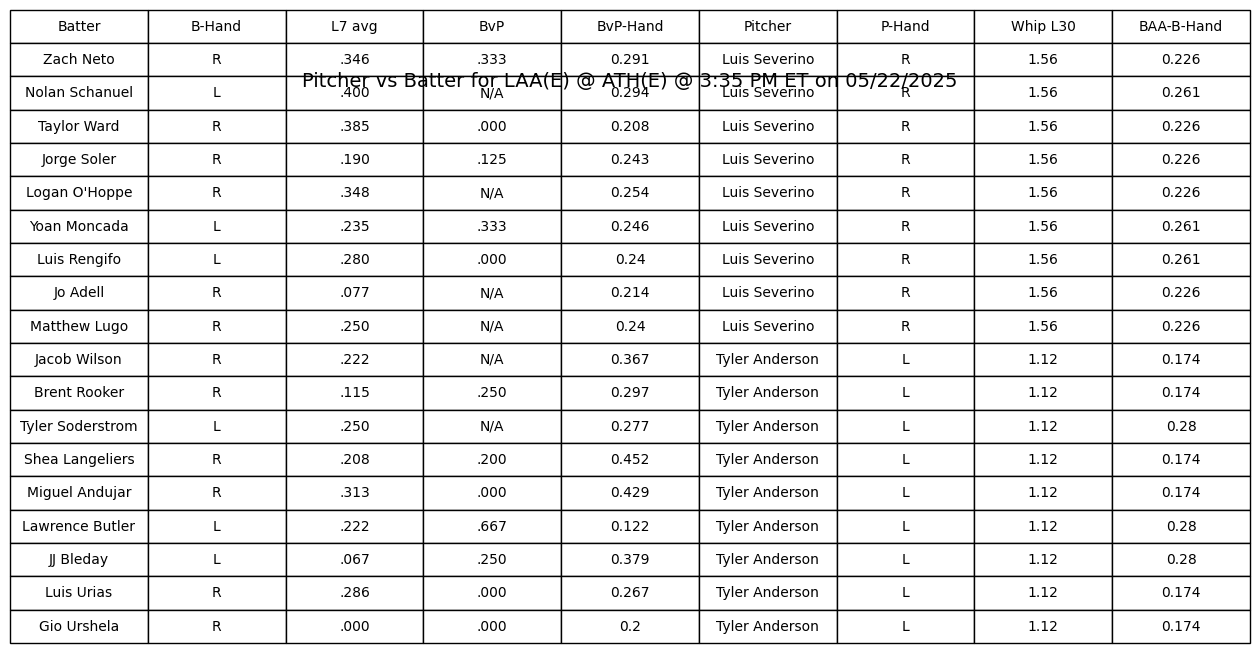 Batter B-Hand L7 avg BvP BvP-Hand Pitcher P-Hand Whip L30 BAA-B-Hand
Zach Neto R .346 .333 0.291 Luis Severino R 1.56 0.226
Pitcher vs Batter for LAA(E) @ ATH(E) @ 3:35 PM ET on 05/22/2025
Nolan Schanuel L .400 N/A 0.294 Luis Severino R 1.56 0.261
Taylor Ward R .385 .000 0.208 Luis Severino R 1.56 0.226
Jorge Soler R .190 .125 0.243 Luis Severino R 1.56 0.226
Logan O'Hoppe R .348 N/A 0.254 Luis Severino R 1.56 0.226
Yoan Moncada L .235 .333 0.246 Luis Severino R 1.56 0.261
Luis Rengifo L .280 .000 0.24 Luis Severino R 1.56 0.261
Jo Adell R .077 N/A 0.214 Luis Severino R 1.56 0.226
Matthew Lugo R .250 N/A 0.24 Luis Severino R 1.56 0.226
Jacob Wilson R .222 N/A 0.367 Tyler Anderson L 1.12 0.174
Brent Rooker R .115 .250 0.297 Tyler Anderson L 1.12 0.174
Tyler Soderstrom L .250 N/A 0.277 Tyler Anderson L 1.12 0.28
Shea Langeliers R .208 .200 0.452 Tyler Anderson L 1.12 0.174
Miguel Andujar R .313 .000 0.429 Tyler Anderson L 1.12 0.174
Lawrence Butler L .222 .667 0.122 Tyler Anderson L 1.12 0.28
JJ Bleday L .067 .250 0.379 Tyler Anderson L 1.12 0.28
Luis Urias R .286 .000 0.267 Tyler Anderson L 1.12 0.174
Gio Urshela R .000 .000 0.2 Tyler Anderson L 1.12 0.174